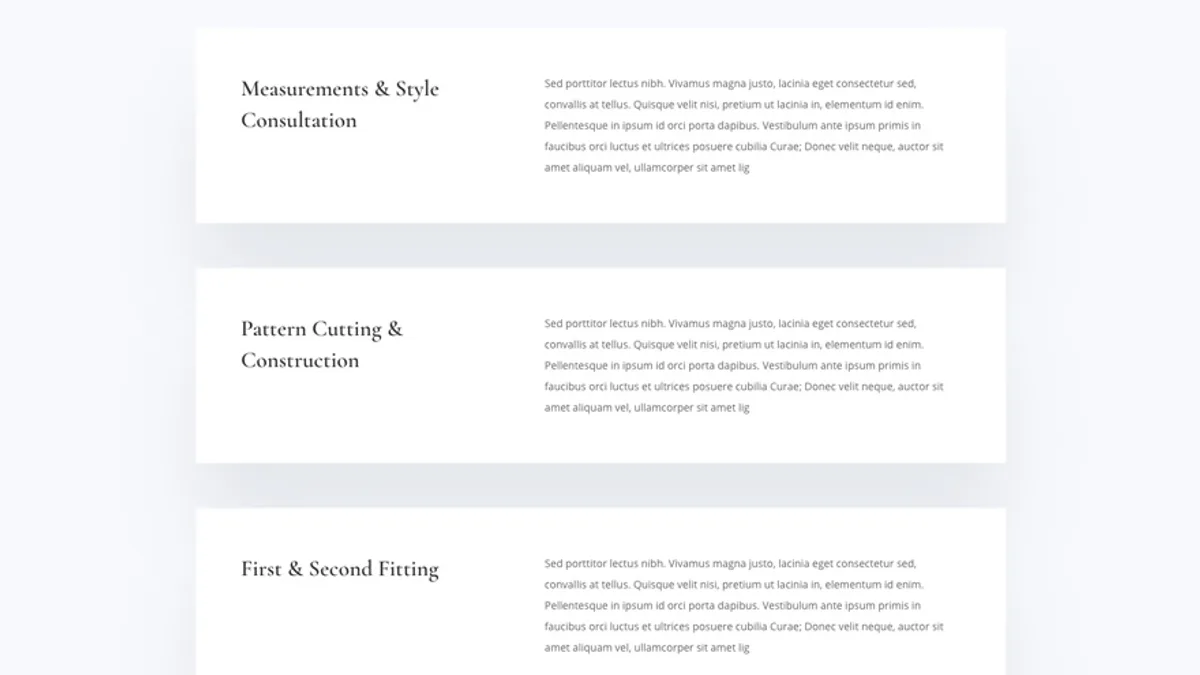 Measurements & Style
Consultation
Sed porttitor lectus nibh. Vivamus magna justo, lacinia eget consectetur sed,
convallis at tellus. Quisque velit nisi, pretium ut lacinia in, elementum id enim.
Pellentesque in ipsum id orci porta dapibus. Vestibulum ante ipsum primis in
faucibus orci luctus et ultrices posuere cubilia Curae; Donec velit neque, auctor sit
amet aliquam vel, ullamcorper sit amet lig
Pattern Cutting &
Construction
Sed porttitor lectus nibh. Vivamus magna justo, lacinia eget consectetur sed,
convallis at tellus. Quisque velit nisi, pretium ut lacinia in, elementum id enim.
Pellentesque in ipsum id orci porta dapibus. Vestibulum ante ipsum primis in
faucibus orci luctus et ultrices posuere cubilia Curae; Donec velit neque, auctor sit
amet aliquam vel, ullamcorper sit amet lig
First & Second Fitting
Sed porttitor lectus nibh. Vivamus magna justo, lacinia eget consectetur sed,
convallis at tellus. Quisque velit nisi, pretium ut lacinia in, elementum id enim.
Pellentesque in ipsum id orci porta dapibus. Vestibulum ante ipsum primis in
faucibus orci luctus et ultrices posuere cubilia Curae; Donec velit neque, auctor sit
amet aliquam vel, ullamcorper sit amet lig